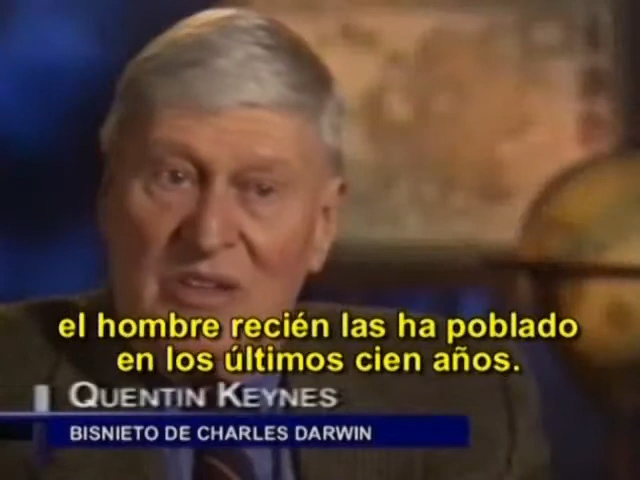 el hombre recién las ha poblado
en los últimos cien años.
QUENTIN KEYNES
BISNIETO DE CHARLES DARWIN